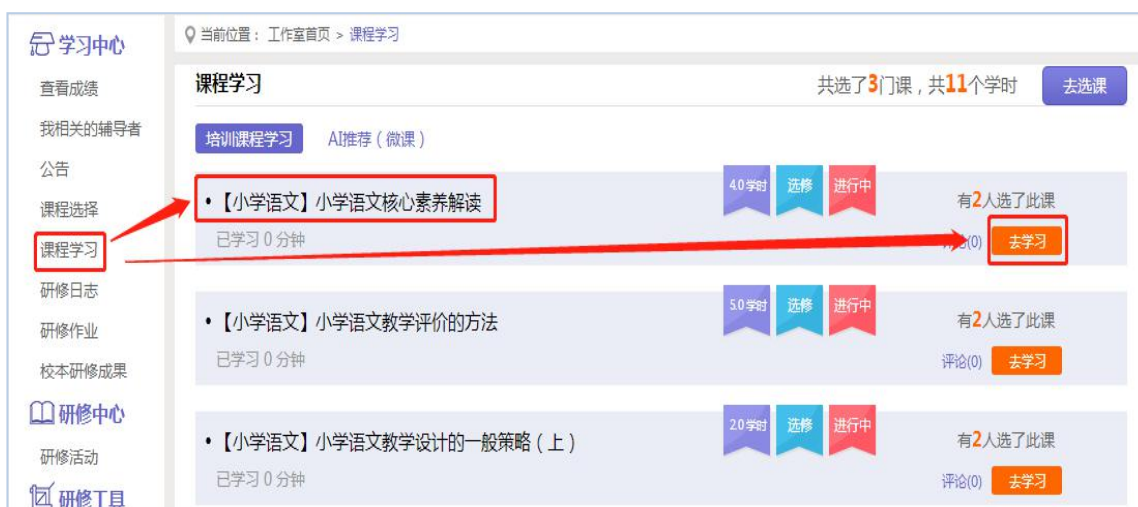 学习中心
查看成绩
我相关的辅导者
公告
课程选择
课程学习
研修日志
研修作业
校本研修成果
研修中心
研修活动
研修工具
当前位置： 工作室首页 > 课程学习
课程学习
共选了3门课，共11个学时
去选课
培训课程学习
AI推荐（微课）
•【小学语文】小学语文核心素养解读
4.0学时
选修
进行中
有2人选了此课
已学习 0 分钟
(0)
去学习
•【小学语文】小学语文教学评价的方法
5.0学时
选修
进行中
有2人选了此课
已学习 0 分钟
评论(0)
去学习
•【小学语文】小学语文教学设计的一般策略（上）
2.0学时
选修
进行中
有2人选了此课
已学习 0 分钟
评论(0)
去学习